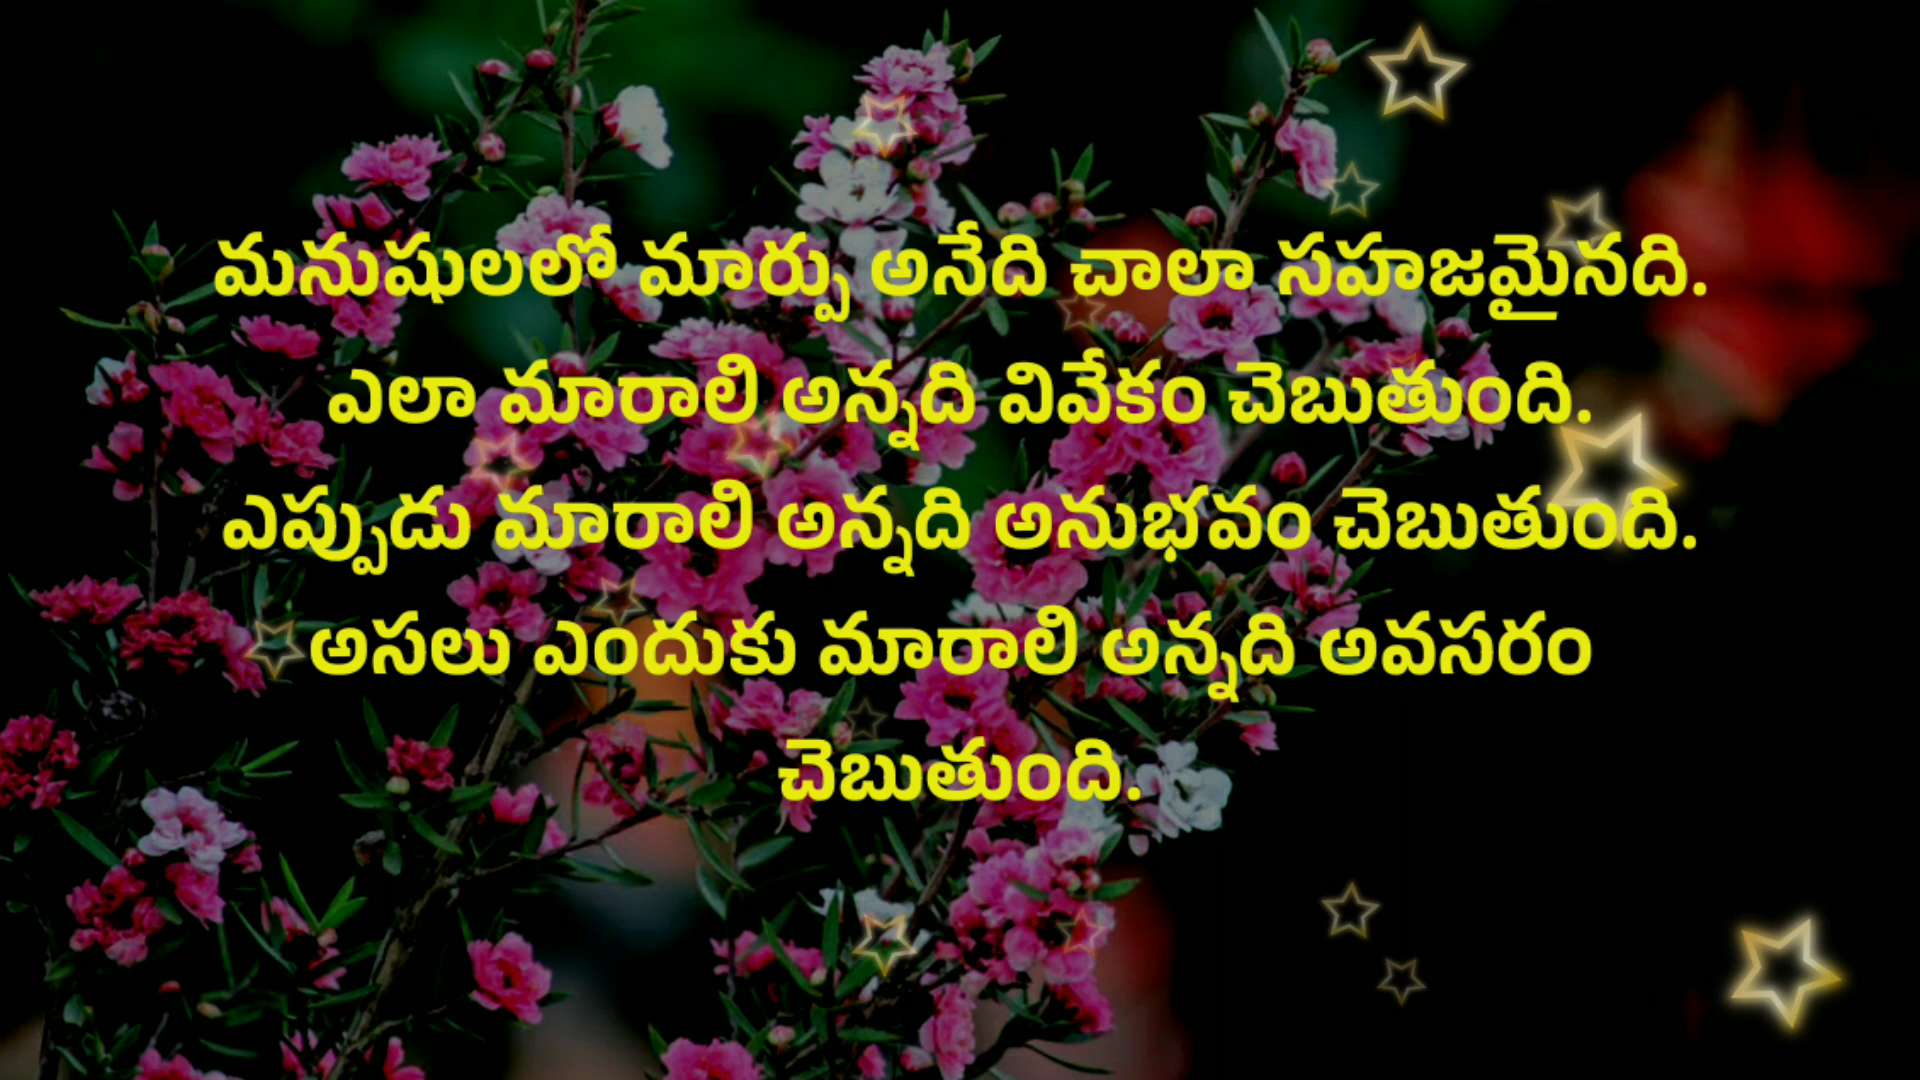 మనుషులలో మార్పు అనేది చాలా సహజమైనది.
ఎలా మారాలి అన్నది వివేకం చెబుతుంది.
ఎప్పుడు మారాలి అన్నది అనుభవం చెబుతుంది.
అసలు ఎందుకు మారాలి అన్నది అవసరం
చెబుతుంది.